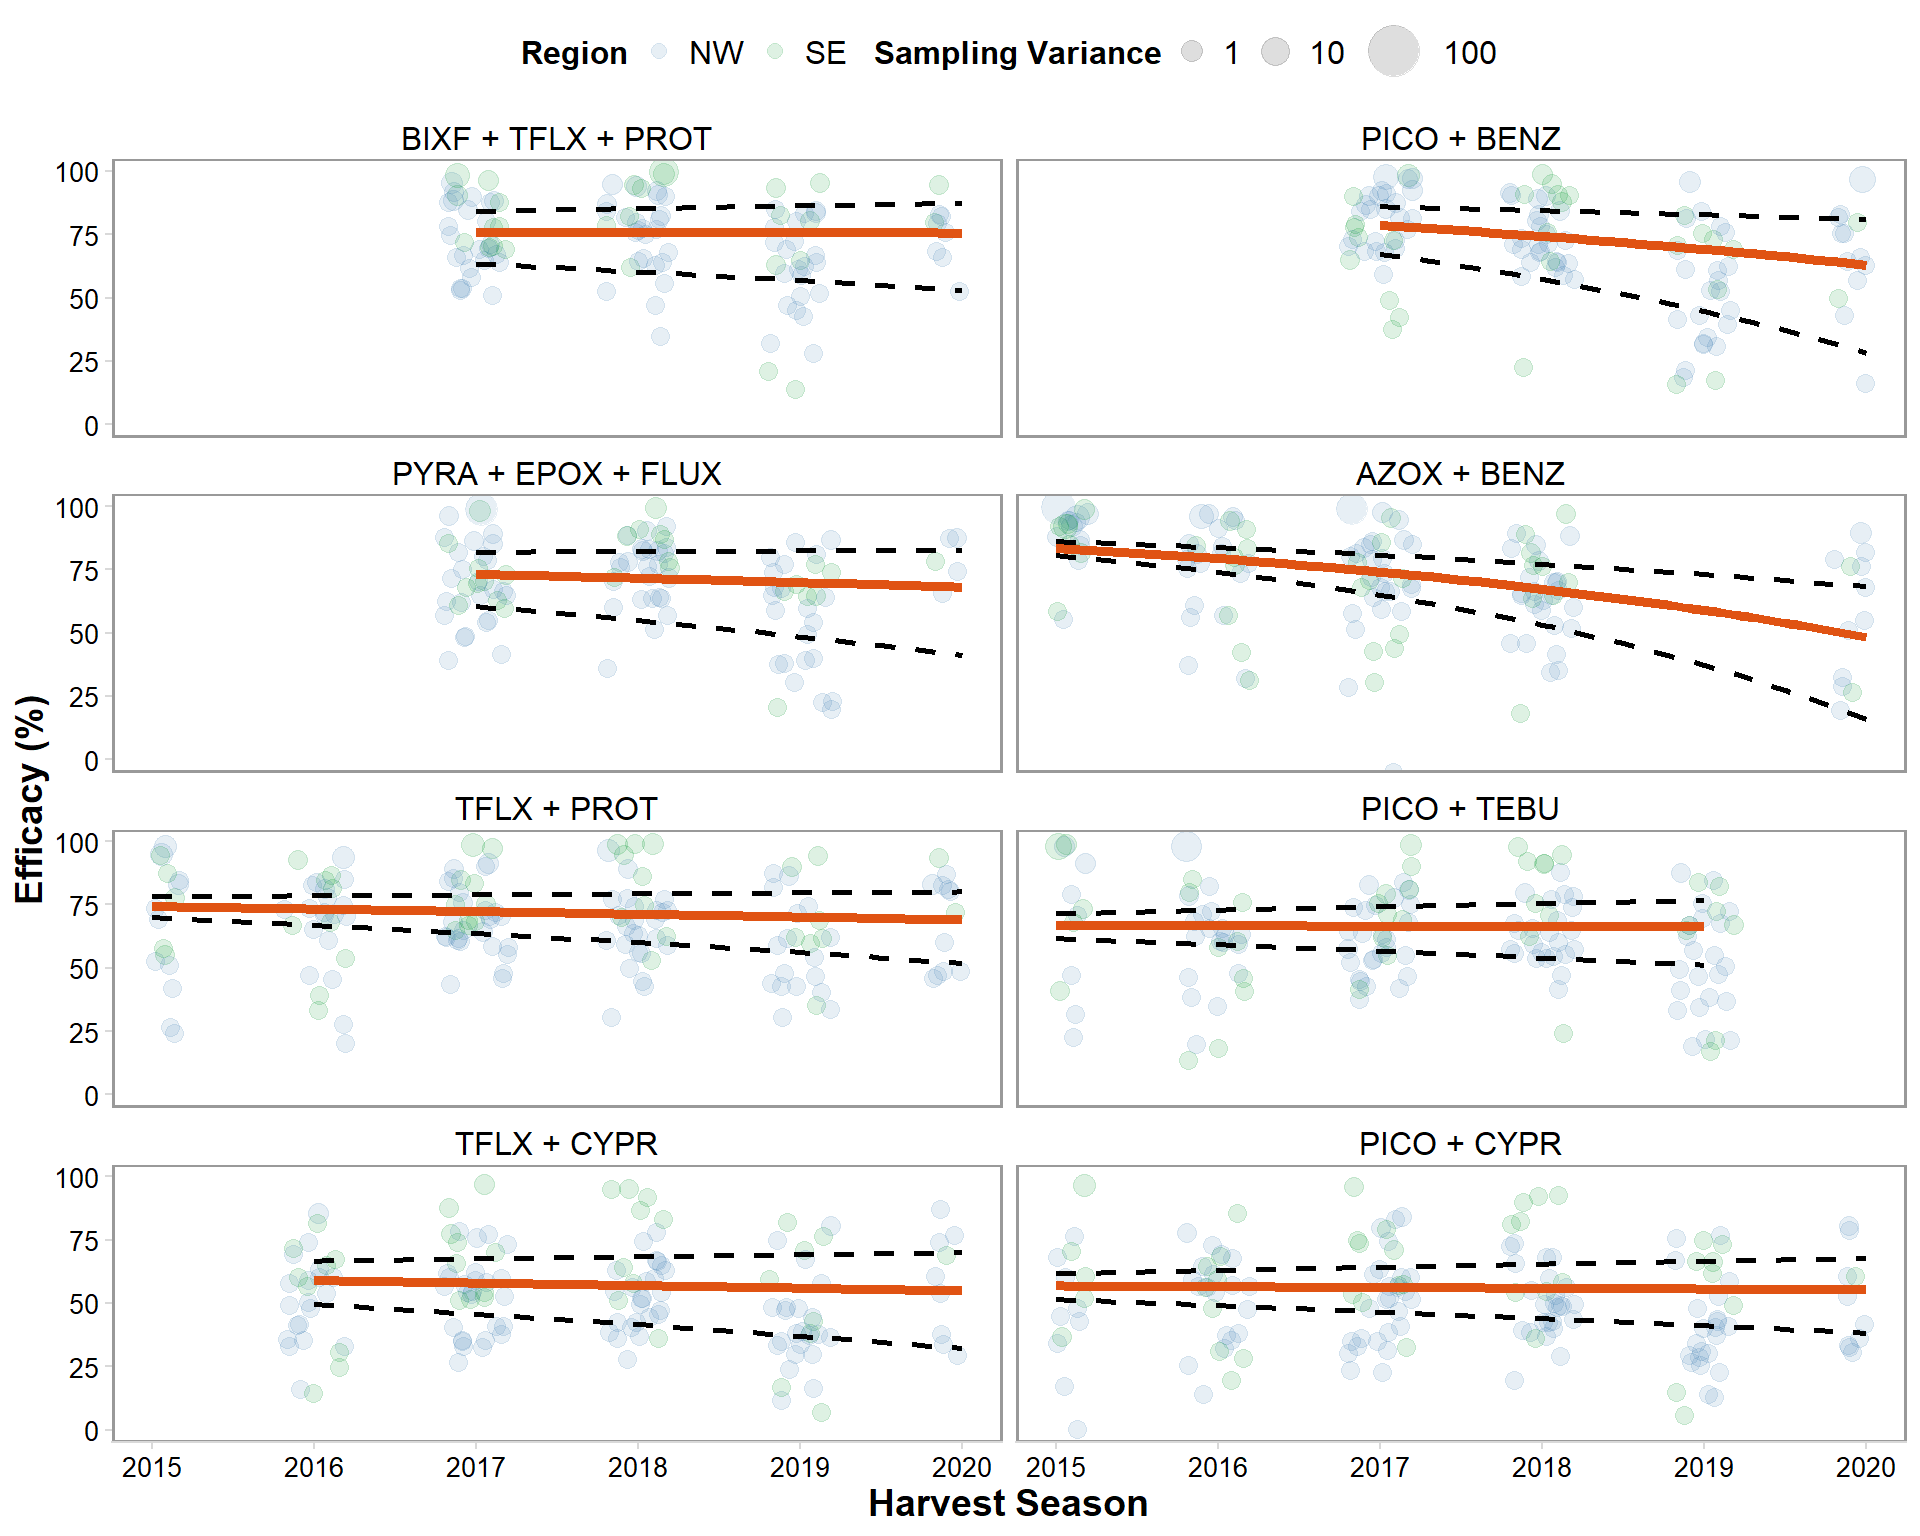 Region NW SE Sampling Variance 1 10 100
BIXF + TFLX + PROT
PICO + BENZ
100
75
50
25
0
PYRA + EPOX + FLUX
AZOX + BENZ
100
75
50
25
0
TFLX + PROT
PICO + TEBU
100
75
50
25
0
TFLX + CYPR
PICO + CYPR
100
75
50
25
0
Efficacy (%)
2015 2016 2017 2018 2019 2020
2015 2016 2017 2018 2019 2020
Harvest Season